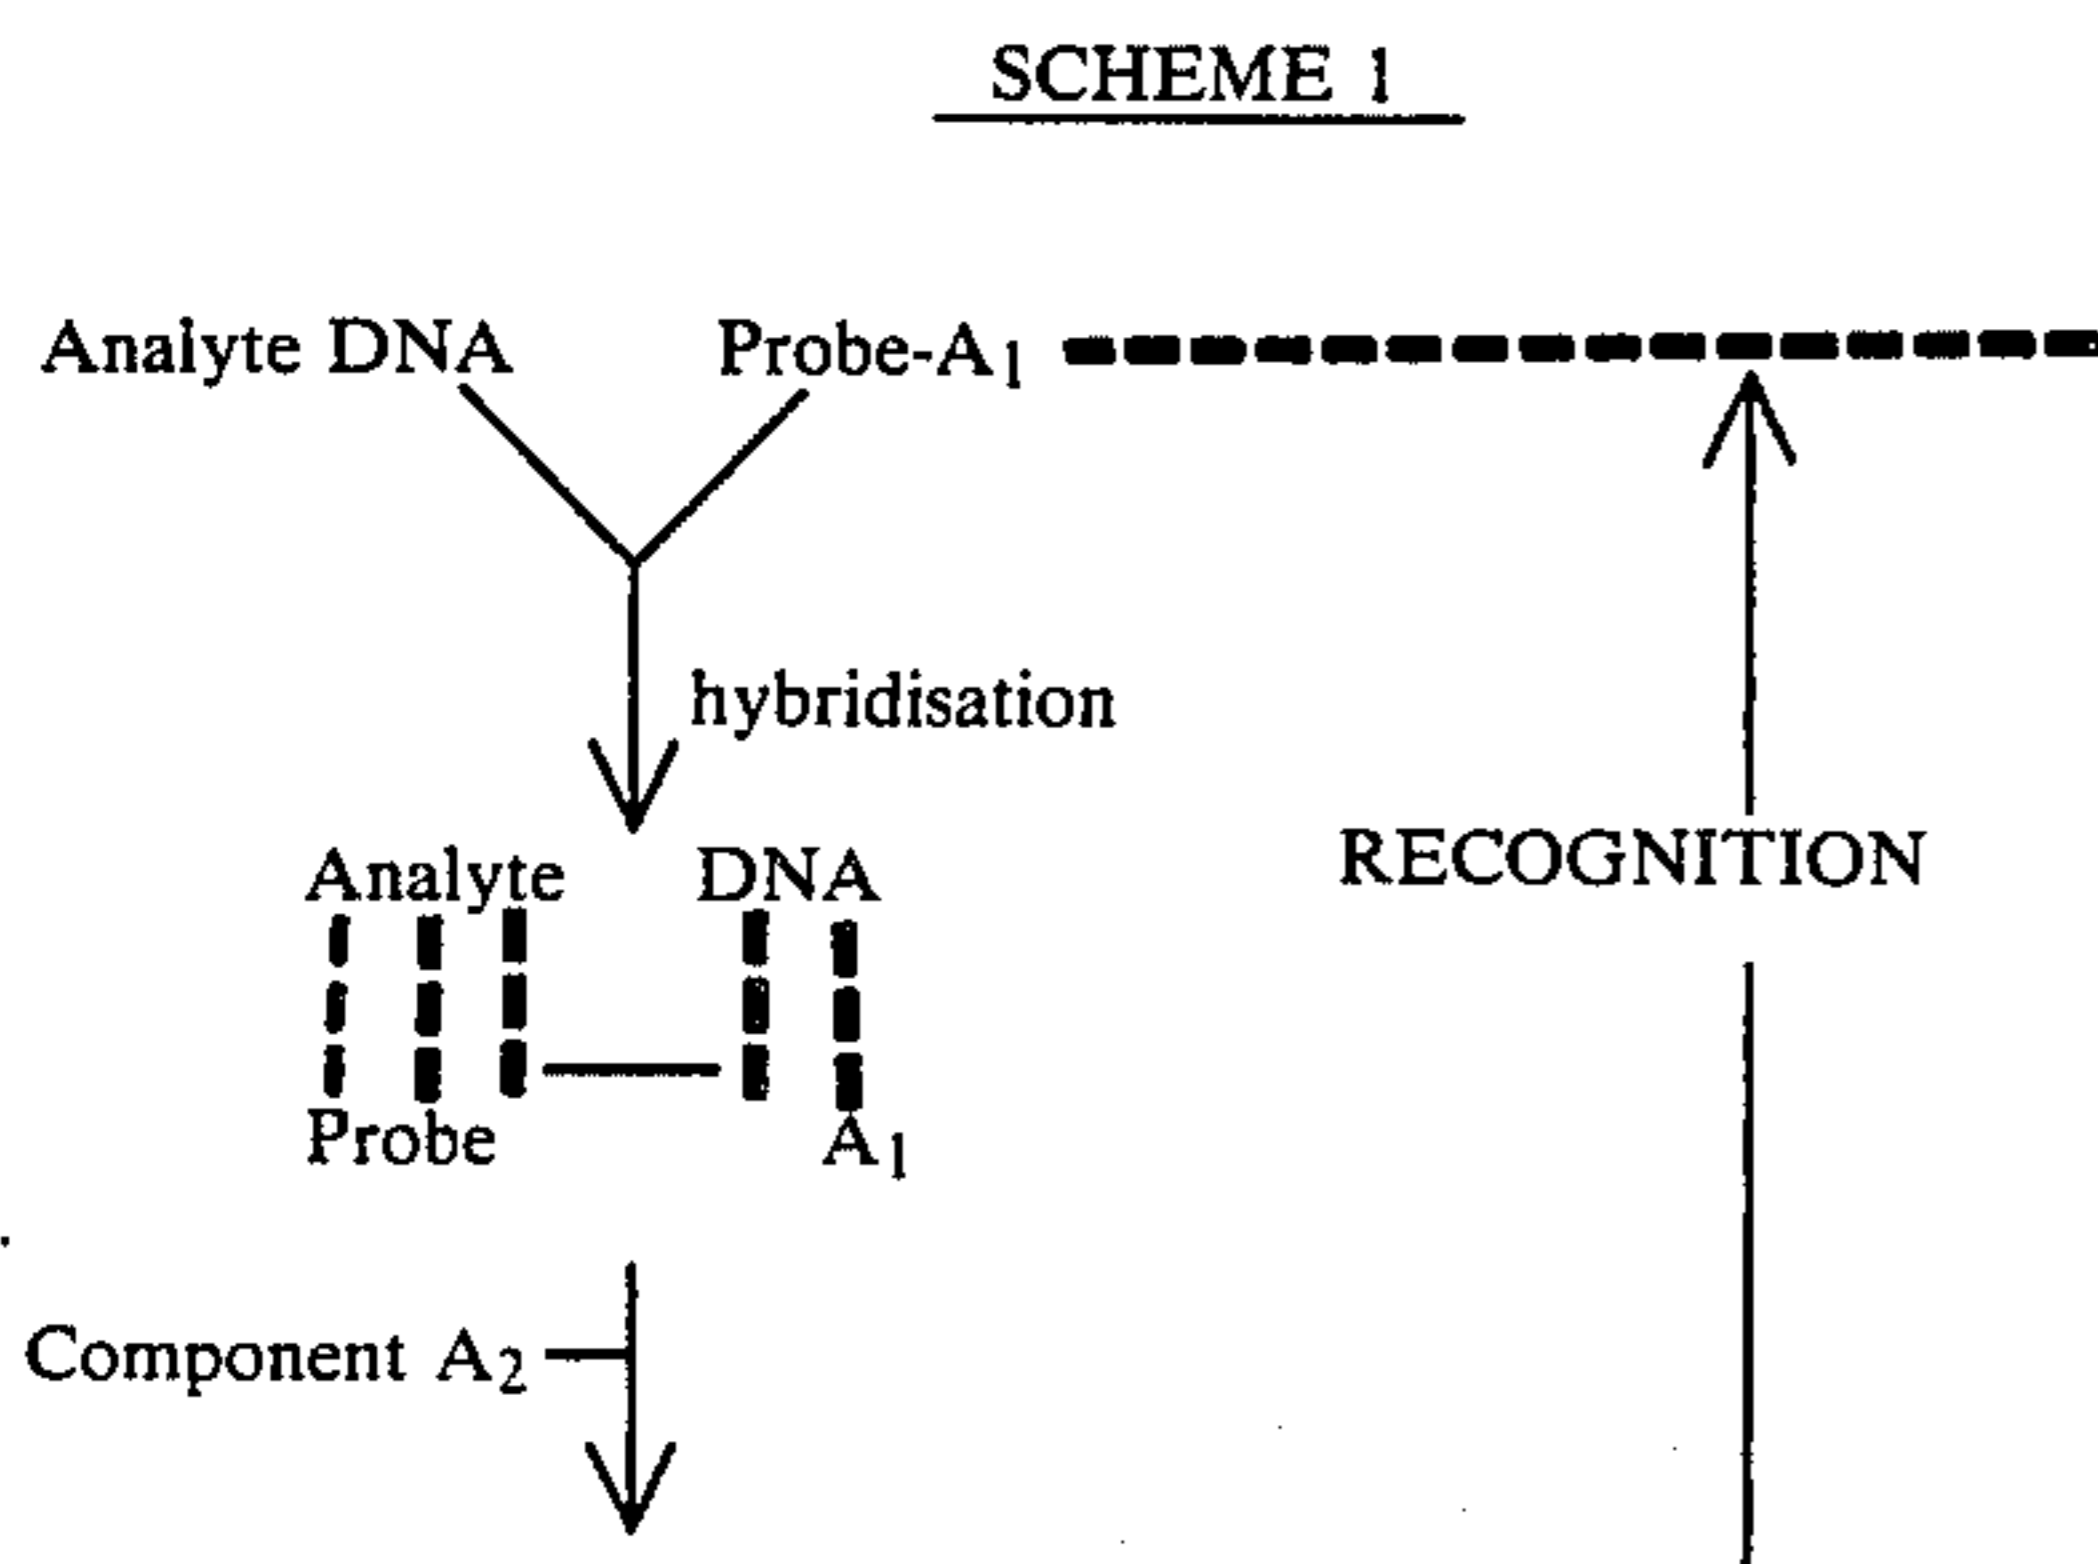 SCHEME 1
Analyte DNA Probe-A₁
hybridisation
Analyte DNA
RECOGNITION
Probe A₁
Component A₂